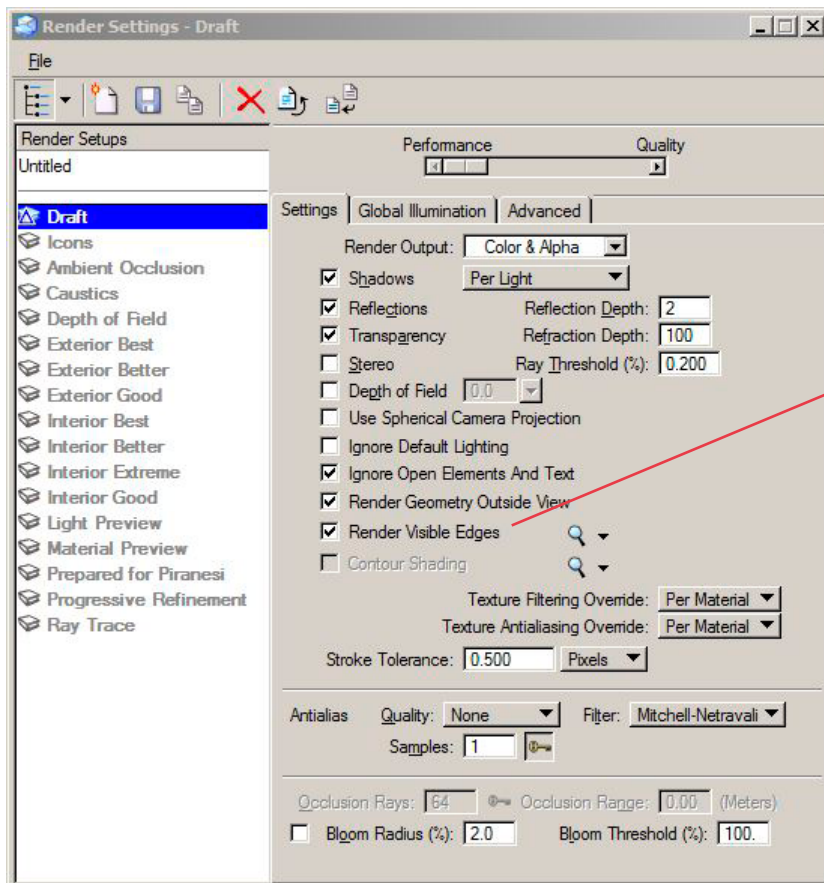 Render Settings - Draft
File
Render Setups
Untitled
Draft
Icons
Ambient Occlusion
Caustics
Depth of Field
Exterior Best
Exterior Better
Exterior Good
Interior Best
Interior Better
Interior Extreme
Interior Good
Light Preview
Material Preview
Prepared for Piranesi
Progressive Refinement
Ray Trace
Performance Quality
Settings Global Illumination Advanced
Render Output: Color & Alpha
Shadows Per Light
Reflections Reflection Depth: 2
Transparency Refraction Depth: 100
Stereo Ray Threshold (%): 0.200
Depth of Field 0.0
Use Spherical Camera Projection
Ignore Default Lighting
Ignore Open Elements And Text
Render Geometry Outside View
Render Visible Edges
Contour Shading
Texture Filtering Override: Per Material
Texture Antialiasing Override: Per Material
Stroke Tolerance: 0.500 Pixels
Antialias Quality: None Filter: Mitchell-Netravali
Samples: 1
Occlusion Rays: 64 Occlusion Range: 0.00 (Meters)
Bloom Radius (%): 2.0 Bloom Threshold (%): 100.